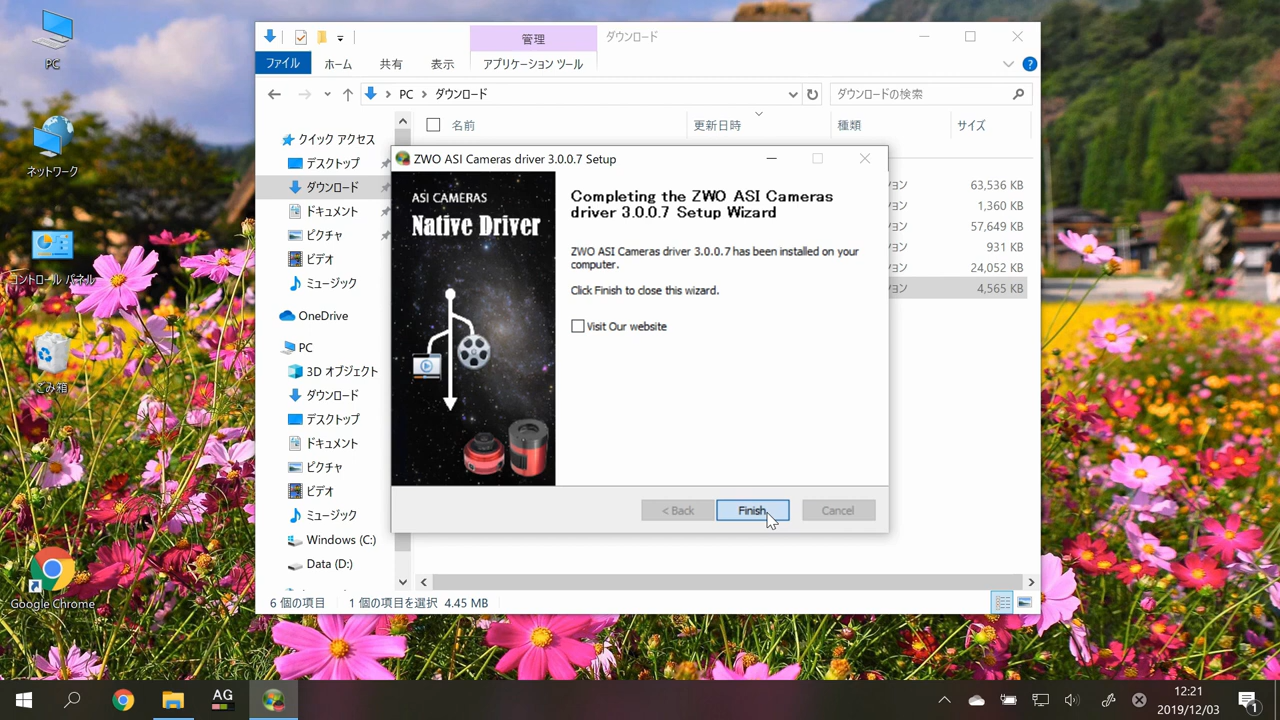 PC
ネットワーク
コントロール パネル
ごみ箱
Google Chrome
管理
ダウンロード
ファイル
ホーム
共有
表示
アプリケーション ツール
?
PC
ダウンロード
ダウンロードの検索
名前
更新日時
種類
サイズ
クイック アクセス
デスクトップ
ダウンロード
ドキュメント
ピクチャ
ビデオ
ミュージック
OneDrive
PC
3D オブジェクト
ダウンロード
デスクトップ
ドキュメント
ピクチャ
ビデオ
ミュージック
Windows (C:)
Data (D:)
ョン 63,536 KB
ョン 1,360 KB
ョン 57,649 KB
ョン 931 KB
ョン 24,052 KB
ョン 4,565 KB
ZWO ASI Cameras driver 3.0.0.7 Setup
ASI CAMERAS
Native Driver
Completing the ZWO ASI Cameras
driver 3.0.0.7 Setup Wizard
ZWO ASI Cameras driver 3.0.0.7 has been installed on your
computer.
Click Finish to close this wizard.
Visit Our website
< Back
Finish
Cancel
6 個の項目
1 個の項目を選択 4.45 MB
AG
12:21
2019/12/03
1